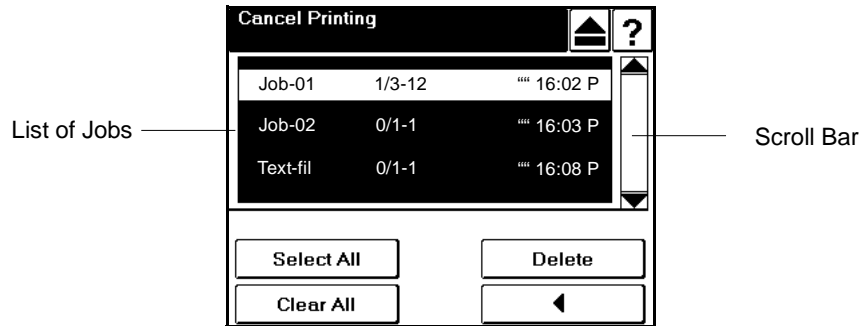 Cancel Printing ?
Job-01 1/3-12 "" 16:02 P
List of Jobs Job-02 0/1-1 "" 16:03 P Scroll Bar
Text-fil 0/1-1 "" 16:08 P
Select All Delete
Clear All